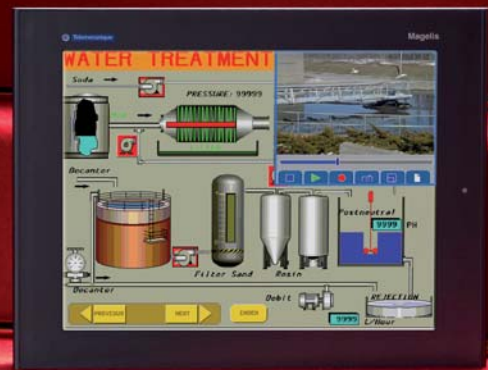 Telemecanique
Magelis
WATER TREATMENT
Soda
PRESSURE: 99999
FILTER
Decanter
Postneutral
9999 PH
Filter Sand
Resin
Decanter
Debit
REJECTION
PREVIOUS
NEXT
9999
L/Hour